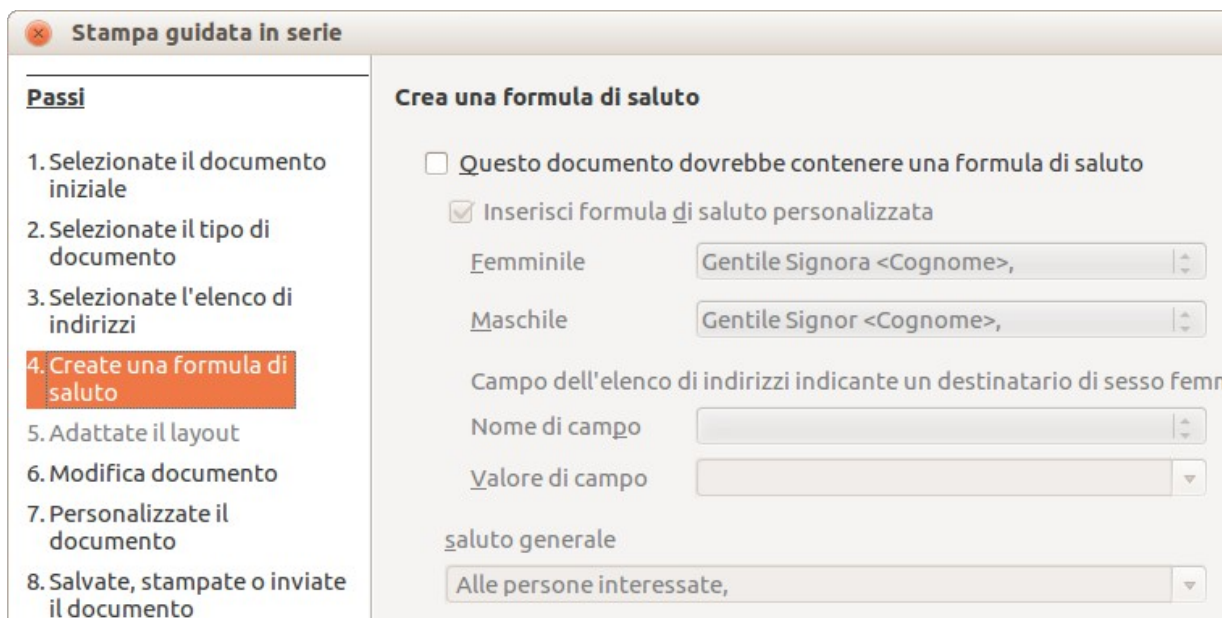 Stampa guidata in serie
Passi
1. Selezionate il documento
iniziale
2. Selezionate il tipo di
documento
3. Selezionate l'elenco di
indirizzi
4. Create una formula di
saluto
5. Adattate il layout
6. Modifica documento
7. Personalizzate il
documento
8. Salvate, stampate o inviate
il documento
Crea una formula di saluto
Questo documento dovrebbe contenere una formula di saluto
Inserisci formula di saluto personalizzata
Femminile
Gentile Signora <Cognome>,
Maschile
Gentile Signor <Cognome>,
Campo dell'elenco di indirizzi indicante un destinatario di sesso
Nome di campo
Valore di campo
saluto generale
Alle persone interessate,